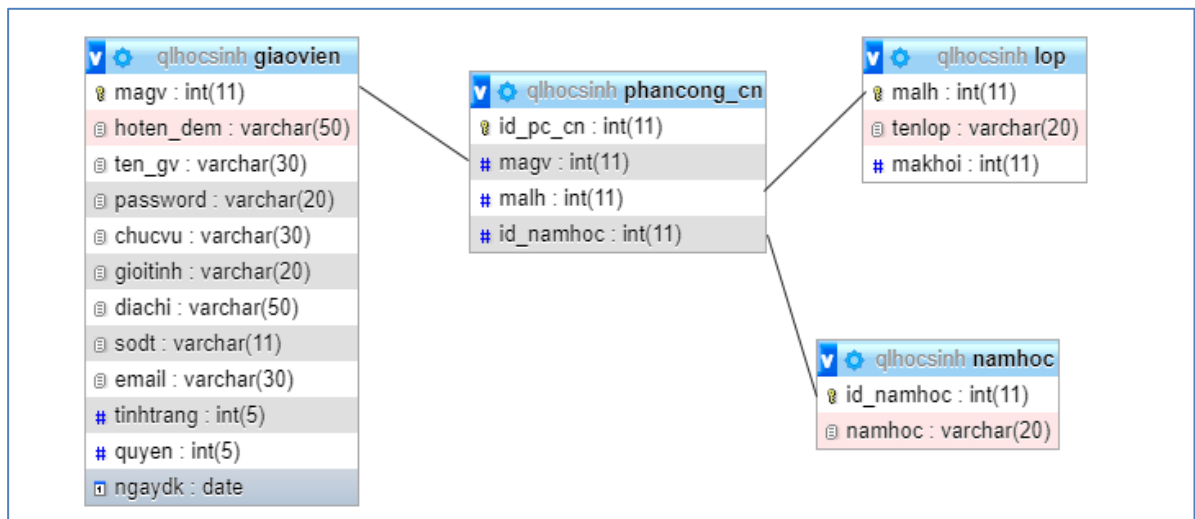 qlhocsinh giaovien
magv : int(11)
hoten_dem : varchar(50)
ten_gv : varchar(30)
password : varchar(20)
chucvu : varchar(30)
gioitinh : varchar(20)
diachi : varchar(50)
sodt : varchar(11)
email : varchar(30)
# tinhtrang : int(5)
# quyen : int(5)
ngaydk : date
qlhocsinh phancong_cn
id_pc_cn : int(11)
# magv : int(11)
# malh : int(11)
# id_namhoc : int(11)
qlhocsinh lop
malh : int(11)
tenlop : varchar(20)
# makhoi : int(11)
qlhocsinh namhoc
id_namhoc : int(11)
namhoc : varchar(20)